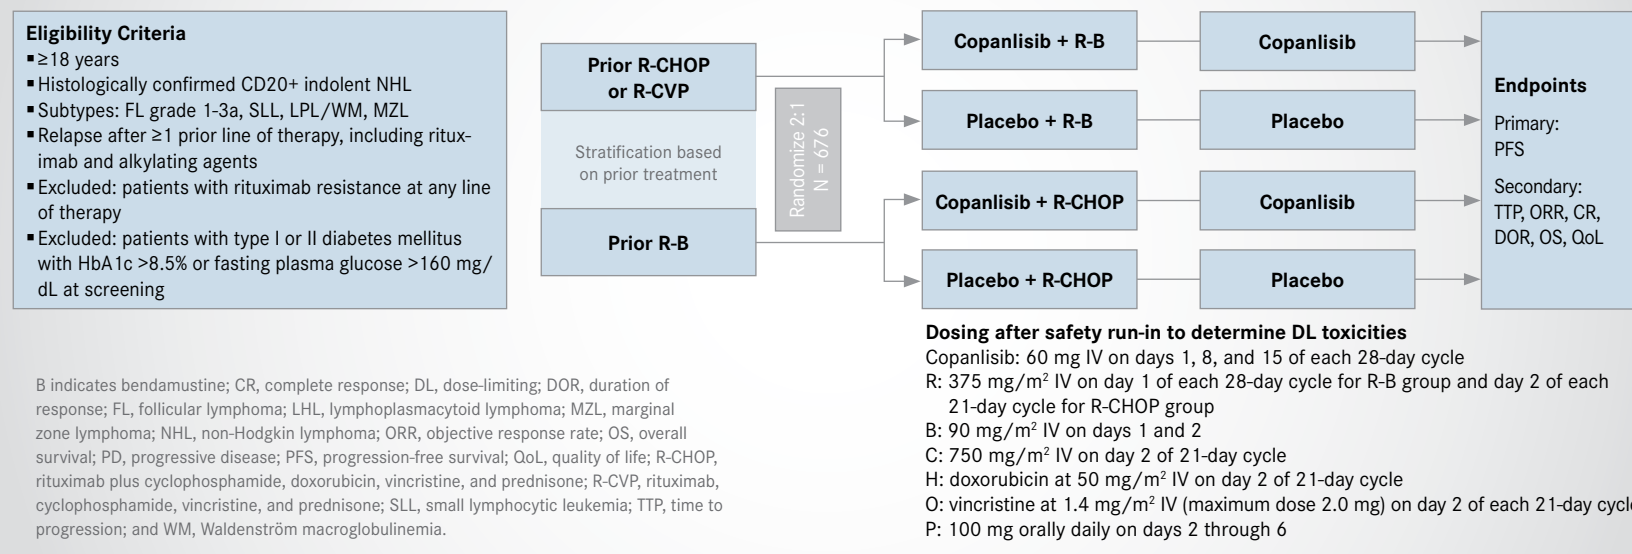 Eligibility Criteria
▪ ≥18 years
▪ Histologically confirmed CD20+ indolent NHL
▪ Subtypes: FL grade 1-3a, SLL, LPL/WM, MZL
▪ Relapse after ≥1 prior line of therapy, including ritux-
imab and alkylating agents
▪ Excluded: patients with rituximab resistance at any line
of therapy
▪ Excluded: patients with type I or II diabetes mellitus
with HbA1c >8.5% or fasting plasma glucose >160 mg/
dL at screening
Prior R-CHOP
or R-CVP
Stratification based
on prior treatment
Prior R-B
Randomize 2:1
N = 676
Copanlisib + R-B
Copanlisib
Placebo + R-B
Placebo
Copanlisib + R-CHOP
Copanlisib
Placebo + R-CHOP
Placebo
Endpoints
Primary:
PFS
Secondary:
TTP, ORR, CR,
DOR, OS, QoL
Dosing after safety run-in to determine DL toxicities
Copanlisib: 60 mg IV on days 1, 8, and 15 of each 28-day cycle
R: 375 mg/m² IV on day 1 of each 28-day cycle for R-B group and day 2 of each
21-day cycle for R-CHOP group
B: 90 mg/m² IV on days 1 and 2
C: 750 mg/m² IV on day 2 of 21-day cycle
H: doxorubicin at 50 mg/m² IV on day 2 of 21-day cycle
O: vincristine at 1.4 mg/m² IV (maximum dose 2.0 mg) on day 2 of each 21-day cycle
P: 100 mg orally daily on days 2 through 6
B indicates bendamustine; CR, complete response; DL, dose-limiting; DOR, duration of
response; FL, follicular lymphoma; LHL, lymphoplasmacytoid lymphoma; MZL, marginal
zone lymphoma; NHL, non-Hodgkin lymphoma; ORR, objective response rate; OS, overall
survival; PD, progressive disease; PFS, progression-free survival; QoL, quality of life; R-CHOP,
rituximab plus cyclophosphamide, doxorubicin, vincristine, and prednisone; R-CVP, rituximab,
cyclophosphamide, vincristine, and prednisone; SLL, small lymphocytic leukemia; TTP, time to
progression; and WM, Waldenström macroglobulinemia.